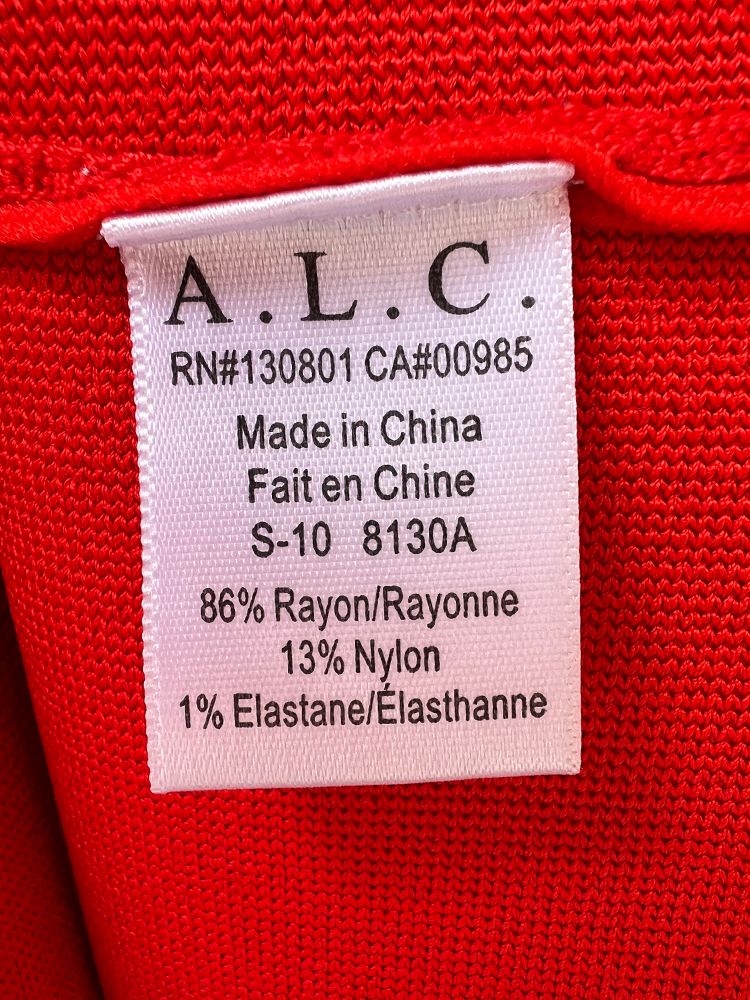 A.L.C.
RN#130801 CA#00985
Made in China
Fait en Chine
S-10 8130A
86% Rayon/Rayonne
13% Nylon
1% Elastane/Élasthanne